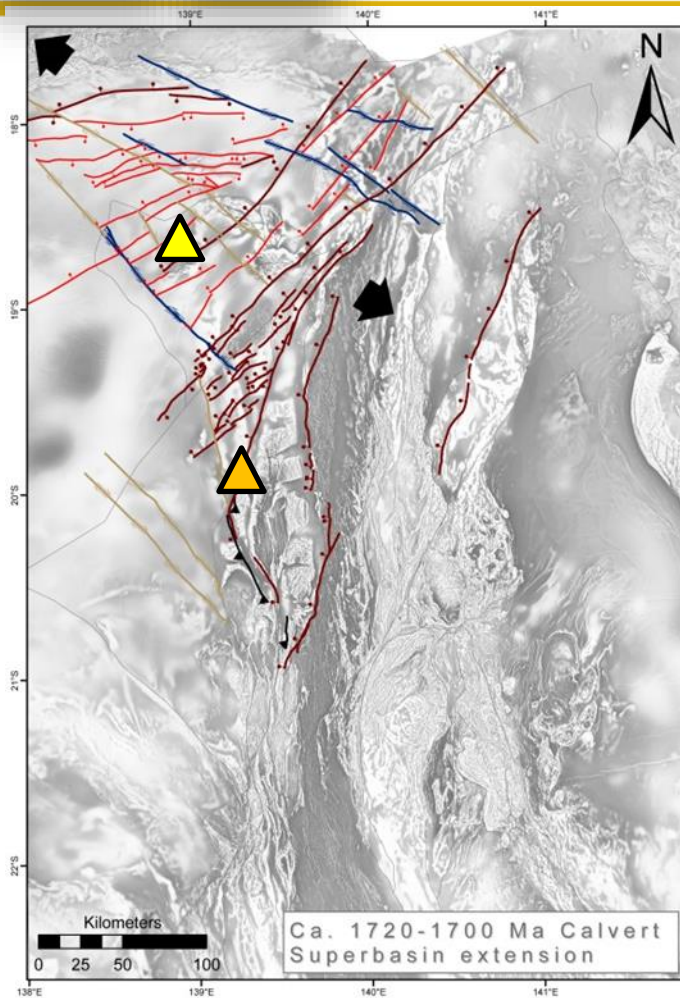 139°E 140°E 141°E
N
18°S
19°S
20°S
21°S
22°S
Kilometers
0 25 50 100
Ca. 1720-1700 Ma Calvert
Superbasin extension
138°E 139°E 140°E 141°E